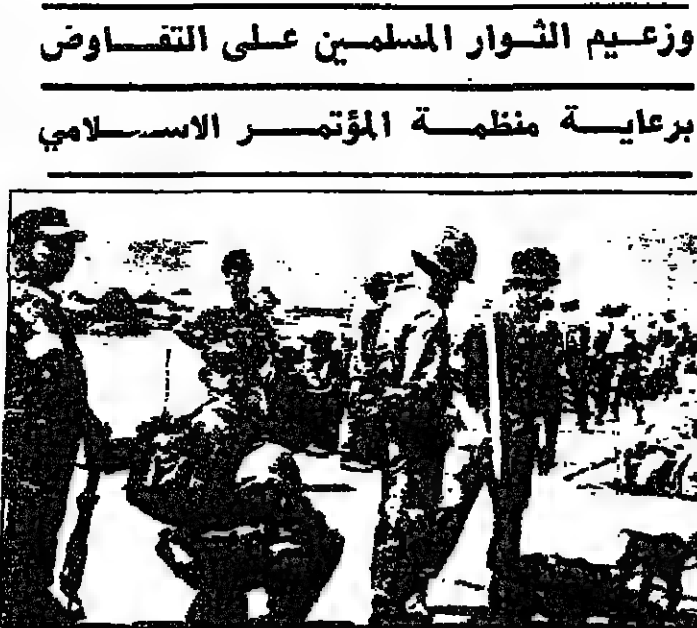 وزعيم الثوار المسلمين على التفاوض
برعاية منظمة المؤتمر الاسلامي